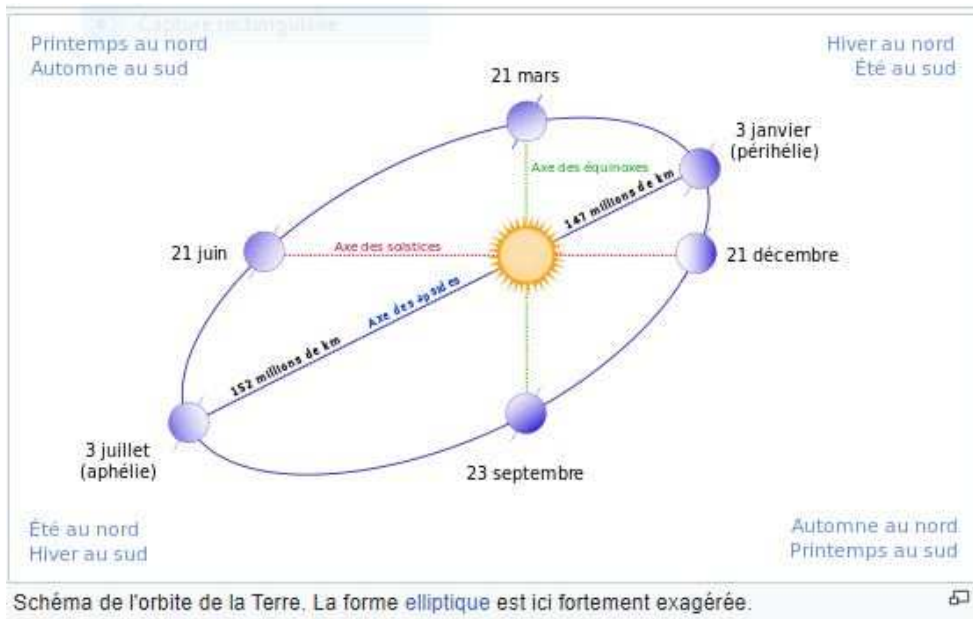 Capture rectangulaire
Printemps au nord
Automne au sud
Hiver au nord
Été au sud
21 mars
3 janvier
(périhélie)
Axe des équinoxes
147 millions de km
21 juin
Axe des solstices
21 décembre
Axe des apsides
152 millions de km
3 juillet
(aphélie)
23 septembre
Été au nord
Hiver au sud
Automne au nord
Printemps au sud
Schéma de l'orbite de la Terre. La forme elliptique est ici fortement exagérée.